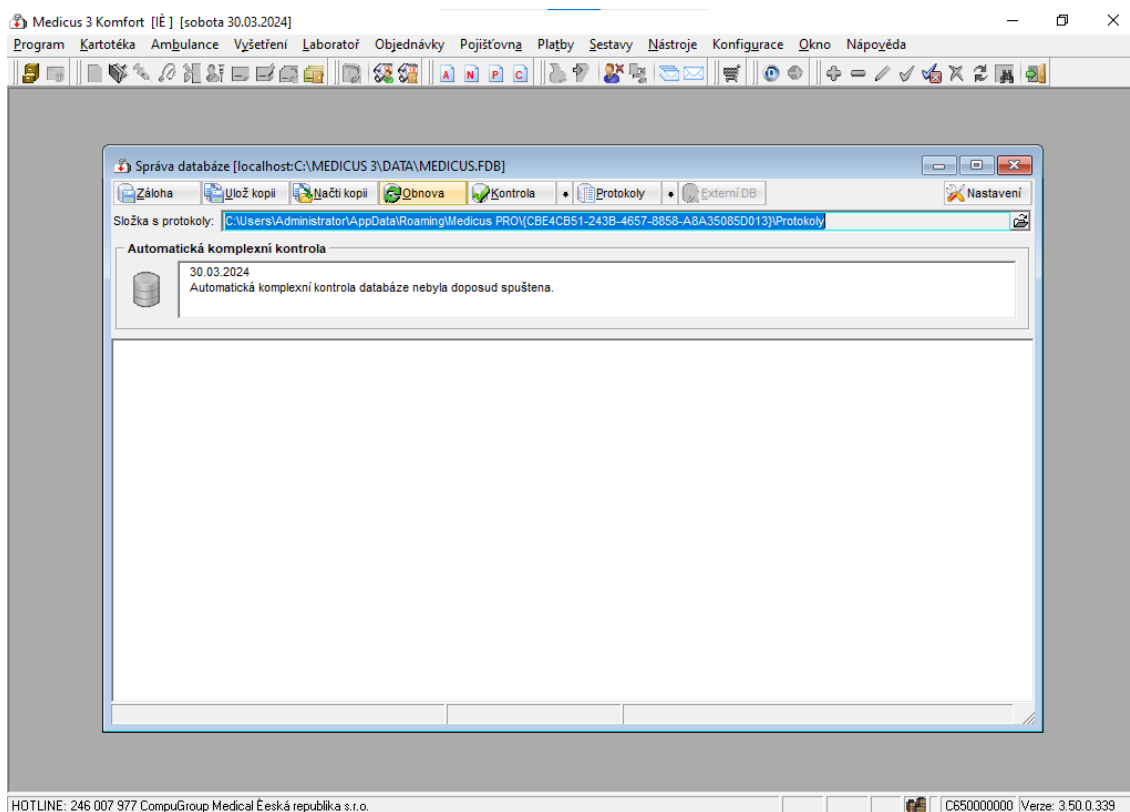 Medicus 3 Komfort [IÈ ] [sobota 30.03.2024]
Program Kartotéka Ambulance Vyšetření Laboratoř Objednávky Pojišťovna Platby Sestavy Nástroje Konfigurace Okno Nápověda
A N P C D
Správa databáze [localhost:C:\MEDICUS 3\DATA\MEDICUS.FDB]
Záloha Ulož kopii Načti kopii Obnova Kontrola Protokoly Externí DB Nastavení
Složka s protokoly: C:\Users\Administrator\AppData\Roaming\Medicus PRO\{CBE4CB51-243B-4657-8858-A8A35085D013}\Protokoly
Automatická komplexní kontrola
30.03.2024
Automatická komplexní kontrola databáze nebyla doposud spuštena.
HOTLINE: 246 007 977 CompuGroup Medical Èeská republika s.r.o. C650000000 Verze: 3.50.0.339